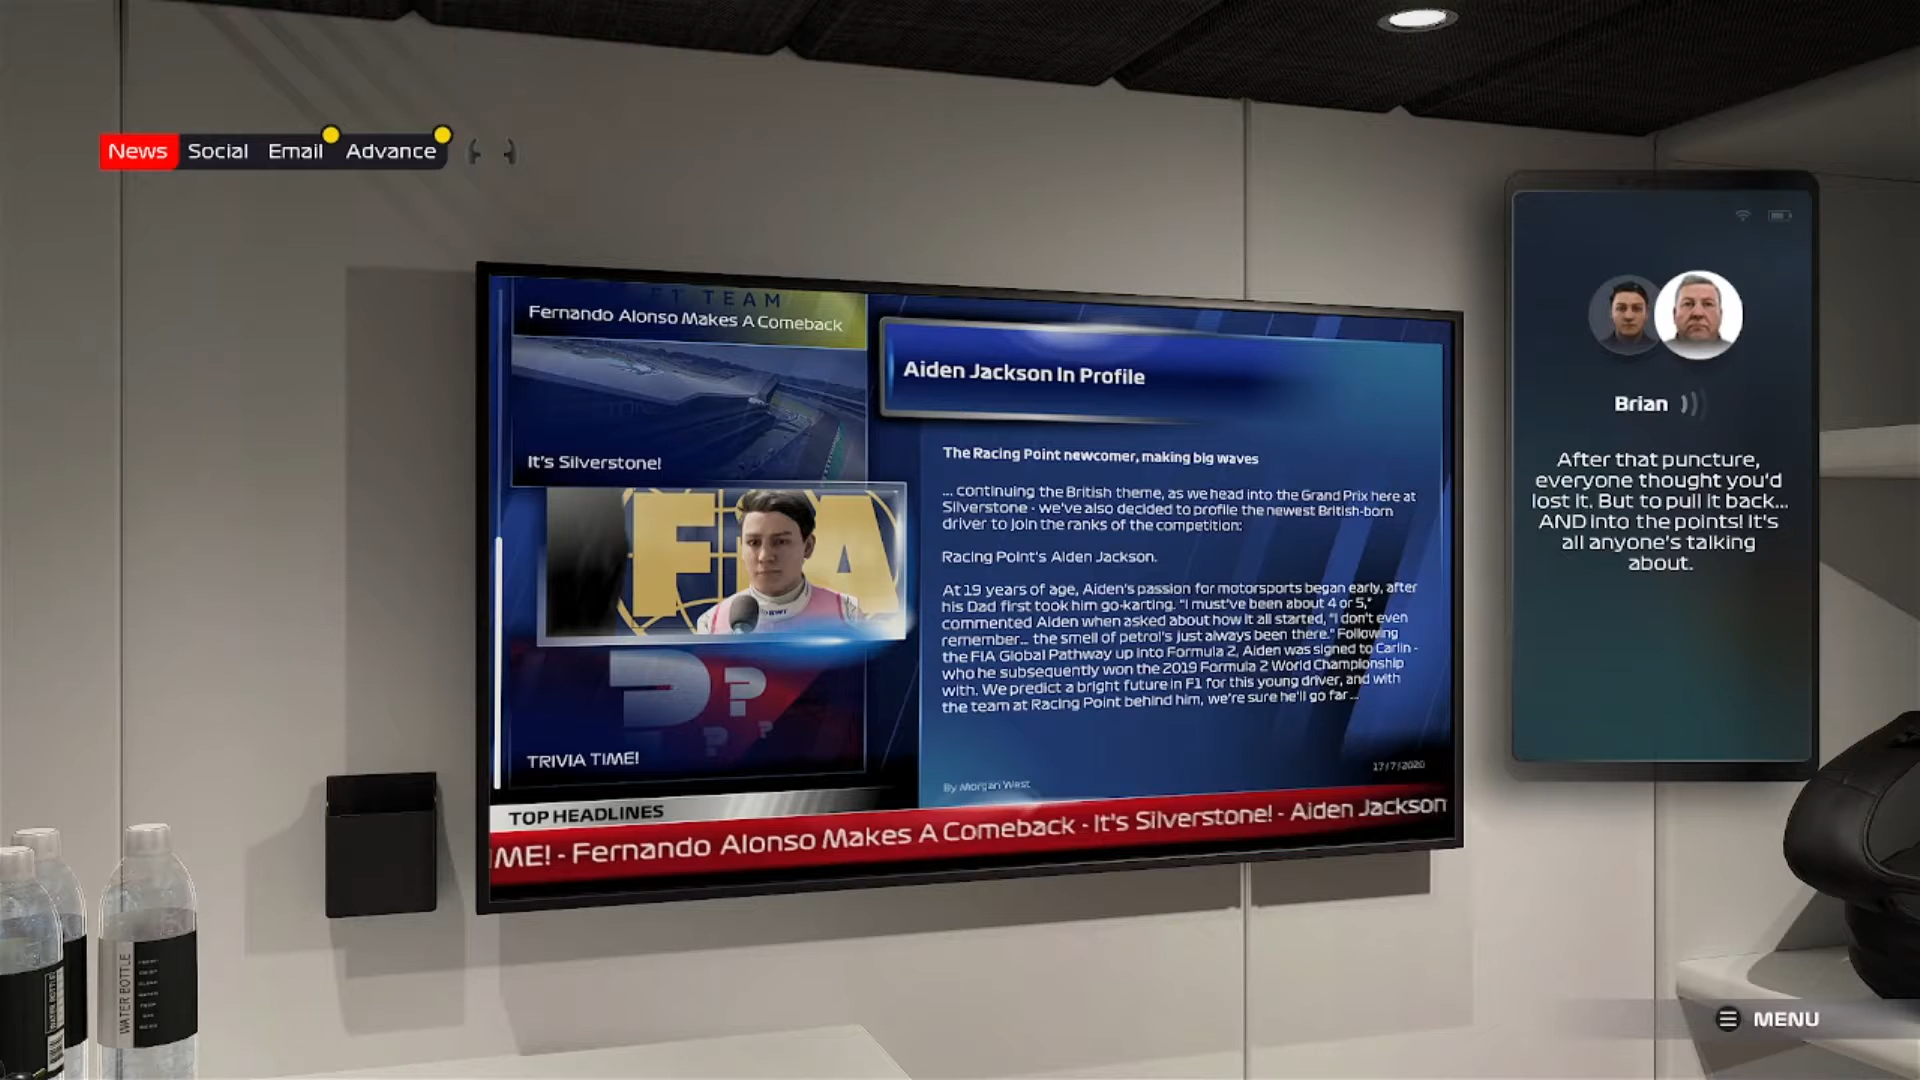 News Social Email Advance
F1 TEAM
Fernando Alonso Makes A Comeback
It's Silverstone!
FIA
TRIVIA TIME!
Aiden Jackson In Profile
The Racing Point newcomer, making big waves
... continuing the British theme, as we head into the Grand Prix here at
Silverstone - we've also decided to profile the newest British-born
driver to join the ranks of the competition:
Racing Point's Aiden Jackson.
At 19 years of age, Aiden's passion for motorsports began early, after
his Dad first took him go-karting. "I must've been about 4 or 5,"
commented Aiden when asked about how it all started, "I don't even
remember... the smell of petrol's just always been there." Following
the FIA Global Pathway up into Formula 2, Aiden was signed to Carlin -
who he subsequently won the 2019 Formula 2 World Championship
with. We predict a bright future in F1 for this young driver, and with
the team at Racing Point behind him, we're sure he'll go far ...
17/7/2020
By Morgan West
TOP HEADLINES
ME! - Fernando Alonso Makes A Comeback - It's Silverstone! - Aiden Jackson
Brian
After that puncture,
everyone thought you'd
lost it. But to pull it back...
AND into the points! It's
all anyone's talking
about.
WATER BOTTLE
WATER BOTTLE
MENU